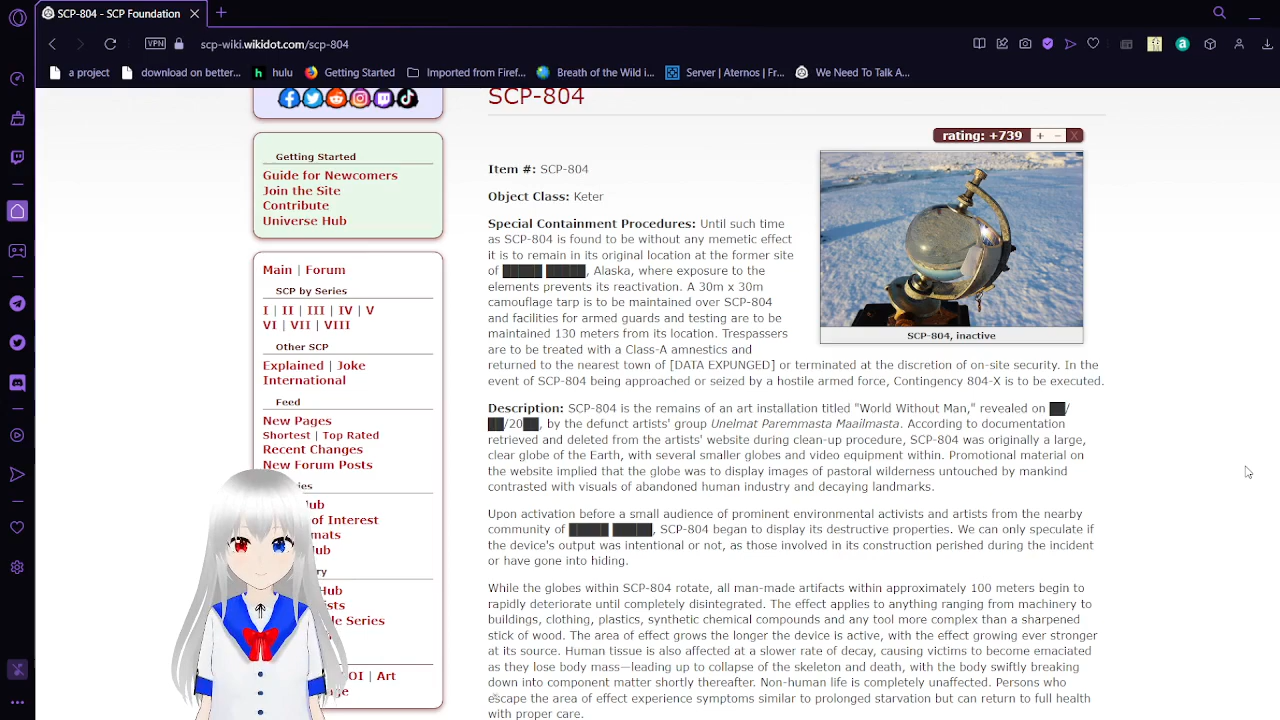 SCP-804 - SCP Foundation
VPN
scp-wiki.wikidot.com/scp-804
a project
download on better...
hulu
Getting Started
Imported from Firef...
Breath of the Wild i...
Server | Aternos | Fr...
We Need To Talk A...
Getting Started
Guide for Newcomers
Join the Site
Contribute
Universe Hub
Main | Forum
SCP by Series
I | II | III | IV | V
VI | VII | VIII
Other SCP
Explained | Joke
International
Feed
New Pages
Shortest | Top Rated
Recent Changes
New Forum Posts
of Interest
OI | Art
SCP-804
rating: +739 + − X
Item #: SCP-804
Object Class: Keter
SCP-804, inactive
Special Containment Procedures: Until such time
as SCP-804 is found to be without any memetic effect
it is to remain in its original location at the former site
of █████ █████, Alaska, where exposure to the
elements prevents its reactivation. A 30m x 30m
camouflage tarp is to be maintained over SCP-804
and facilities for armed guards and testing are to be
maintained 130 meters from its location. Trespassers
are to be treated with a Class-A amnestics and
returned to the nearest town of [DATA EXPUNGED] or terminated at the discretion of on-site security. In the
event of SCP-804 being approached or seized by a hostile armed force, Contingency 804-X is to be executed.
Description: SCP-804 is the remains of an art installation titled "World Without Man," revealed on ██/
██/20██, by the defunct artists' group Unelmat Paremmasta Maailmasta. According to documentation
retrieved and deleted from the artists' website during clean-up procedure, SCP-804 was originally a large,
clear globe of the Earth, with several smaller globes and video equipment within. Promotional material on
the website implied that the globe was to display images of pastoral wilderness untouched by mankind
contrasted with visuals of abandoned human industry and decaying landmarks.
Upon activation before a small audience of prominent environmental activists and artists from the nearby
community of █████ █████, SCP-804 began to display its destructive properties. We can only speculate if
the device's output was intentional or not, as those involved in its construction perished during the incident
or have gone into hiding.
While the globes within SCP-804 rotate, all man-made artifacts within approximately 100 meters begin to
rapidly deteriorate until completely disintegrated. The effect applies to anything ranging from machinery to
buildings, clothing, plastics, synthetic chemical compounds and any tool more complex than a sharpened
stick of wood. The area of effect grows the longer the device is active, with the effect growing ever stronger
at its source. Human tissue is also affected at a slower rate of decay, causing victims to become emaciated
as they lose body mass—leading up to collapse of the skeleton and death, with the body swiftly breaking
down into component matter shortly thereafter. Non-human life is completely unaffected. Persons who
escape the area of effect experience symptoms similar to prolonged starvation but can return to full health
with proper care.